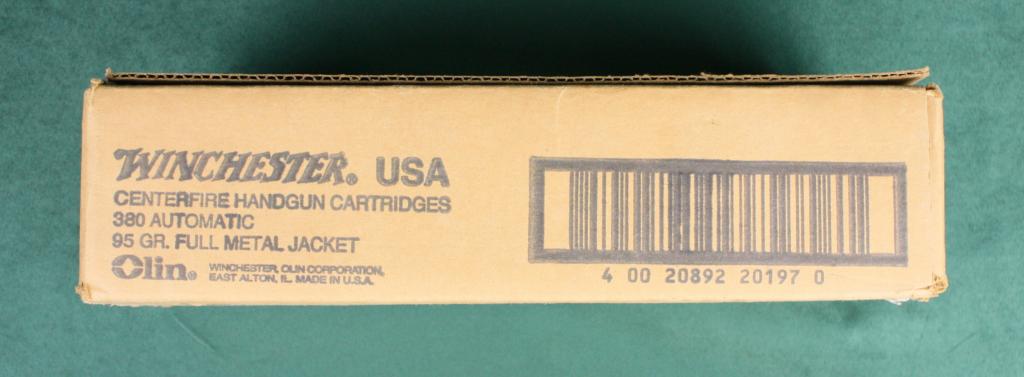 WINCHESTER® USA
CENTERFIRE HANDGUN CARTRIDGES
380 AUTOMATIC
95 GR. FULL METAL JACKET
Olin® WINCHESTER, OLIN CORPORATION,
EAST ALTON, IL. MADE IN U.S.A.
4 00 20892 20197 0